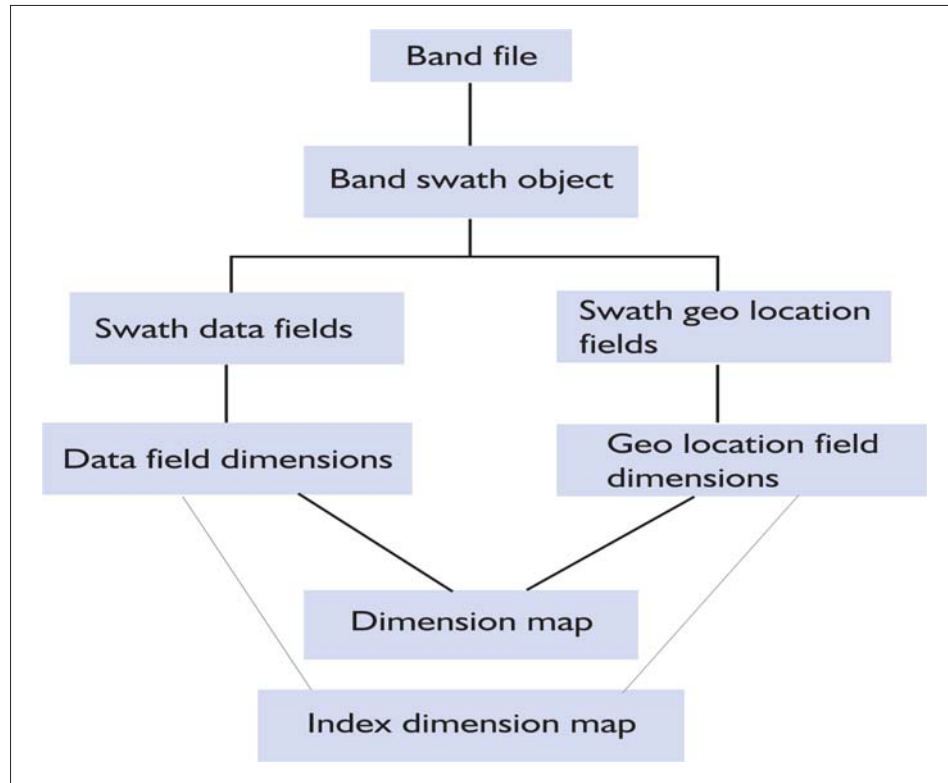 Band file
Band swath object
Swath data fields
Swath geo location
fields
Data field dimensions
Geo location field
dimensions
Dimension map
Index dimension map